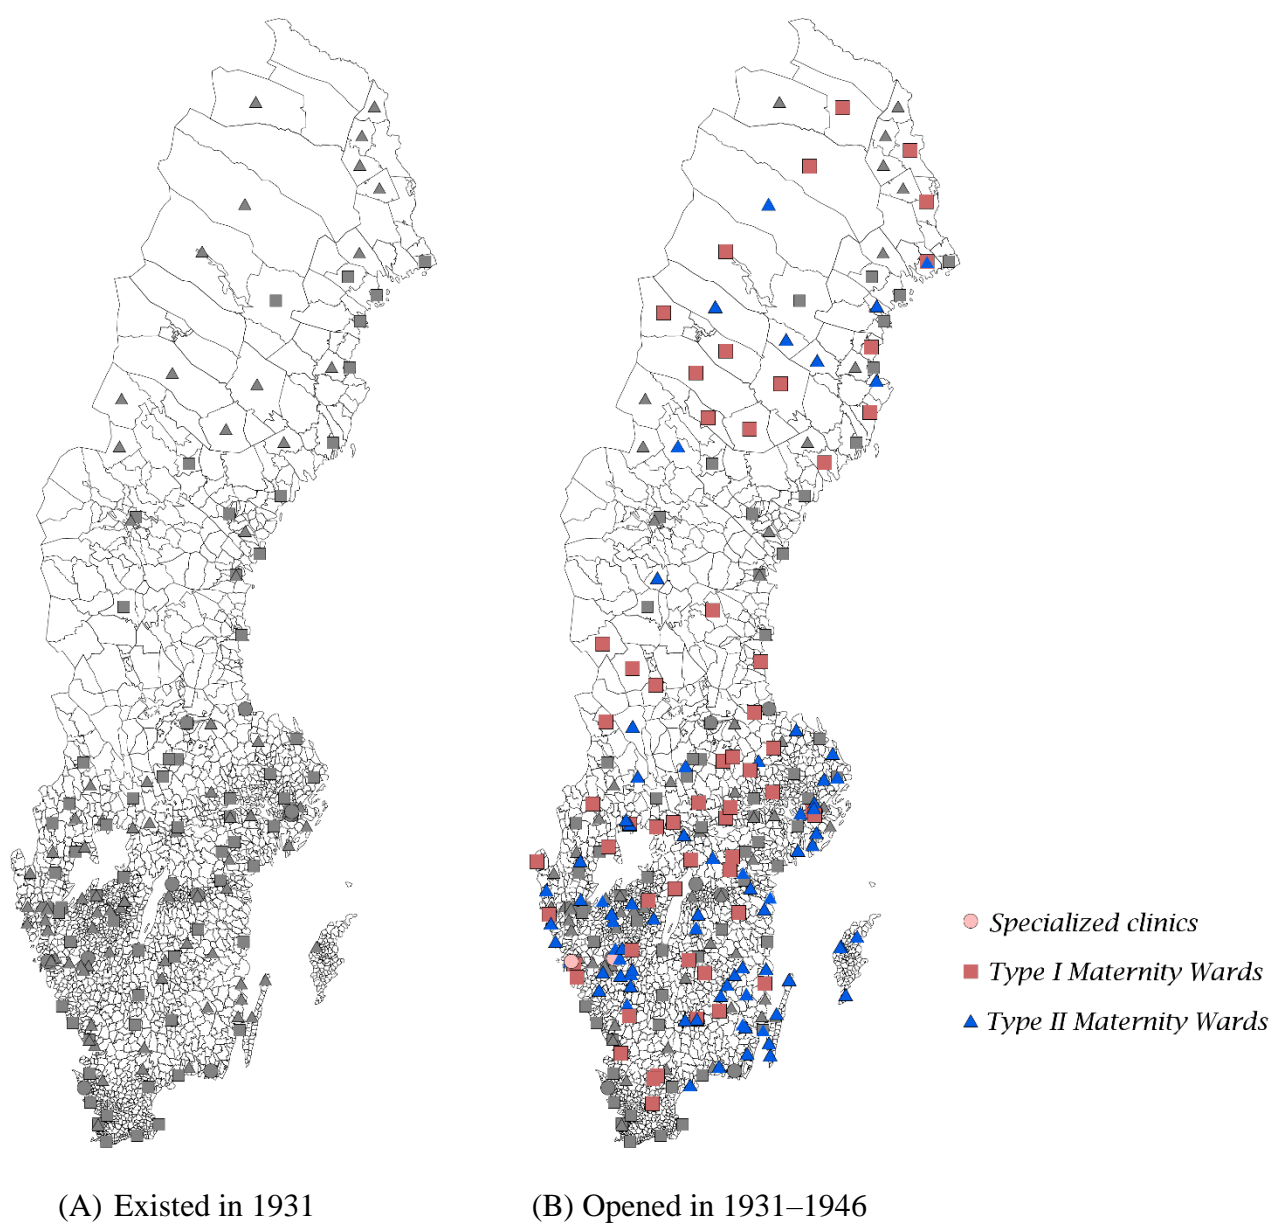 Specialized clinics
Type I Maternity Wards
Type II Maternity Wards
(A) Existed in 1931
(B) Opened in 1931–1946